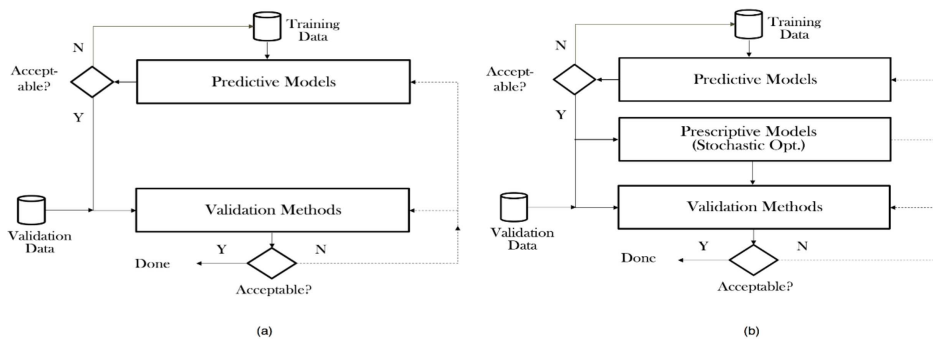 Training
Data
N
Accept-
able?
Predictive Models
Y
Validation Methods
Validation
Data
Y
N
Done
Acceptable?
(a)
Training
Data
N
Accept-
able?
Predictive Models
Y
Prescriptive Models
(Stochastic Opt.)
Validation Methods
Validation
Data
Y
N
Done
Acceptable?
(b)